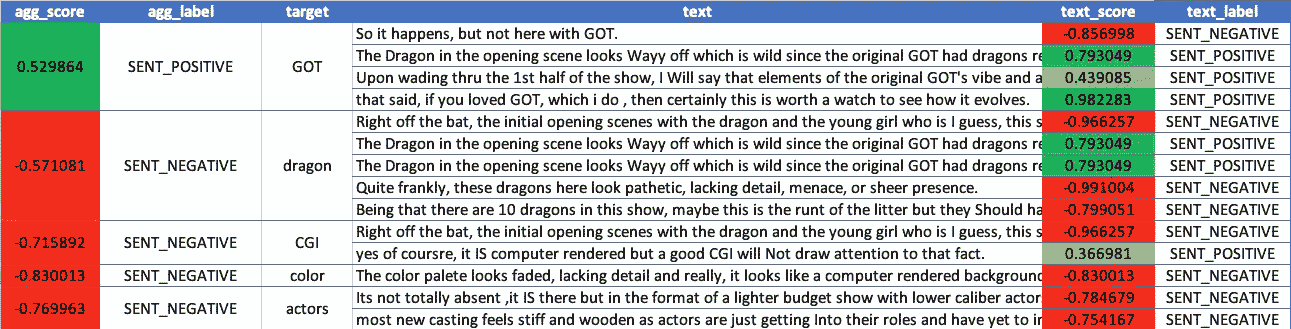 agg_score agg_label target text text_score text_label
So it happens, but not here with GOT. -0.856998 SENT_NEGATIVE
The Dragon in the opening scene looks Wayy off which is wild since the original GOT had dragons re 0.793049 SENT_POSITIVE
0.529864 SENT_POSITIVE GOT
Upon wading thru the 1st half of the show, I Will say that elements of the original GOT's vibe and a 0.439085 SENT_POSITIVE
that said, if you loved GOT, which i do , then certainly this is worth a watch to see how it evolves. 0.982283 SENT_POSITIVE
Right off the bat, the initial opening scenes with the dragon and the young girl who is I guess, this s -0.966257 SENT_NEGATIVE
The Dragon in the opening scene looks Wayy off which is wild since the original GOT had dragons re 0.793049 SENT_POSITIVE
-0.571081 SENT_NEGATIVE dragon The Dragon in the opening scene looks Wayy off which is wild since the original GOT had dragons re 0.793049 SENT_POSITIVE
Quite frankly, these dragons here look pathetic, lacking detail, menace, or sheer presence. -0.991004 SENT_NEGATIVE
Being that there are 10 dragons in this show, maybe this is the runt of the litter but they Should ha -0.799051 SENT_NEGATIVE
Right off the bat, the initial opening scenes with the dragon and the young girl who is I guess, this s -0.966257 SENT_NEGATIVE
-0.715892 SENT_NEGATIVE CGI
yes of coursre, it IS computer rendered but a good CGI will Not draw attention to that fact. 0.366981 SENT_POSITIVE
-0.830013 SENT_NEGATIVE color The color palete looks faded, lacking detail and really, it looks like a computer rendered background -0.830013 SENT_NEGATIVE
Its not totally absent ,it IS there but in the format of a lighter budget show with lower caliber actor -0.784679 SENT_NEGATIVE
-0.769963 SENT_NEGATIVE actors
most new casting feels stiff and wooden as actors are just getting Into their roles and have yet to in -0.754167 SENT_NEGATIVE